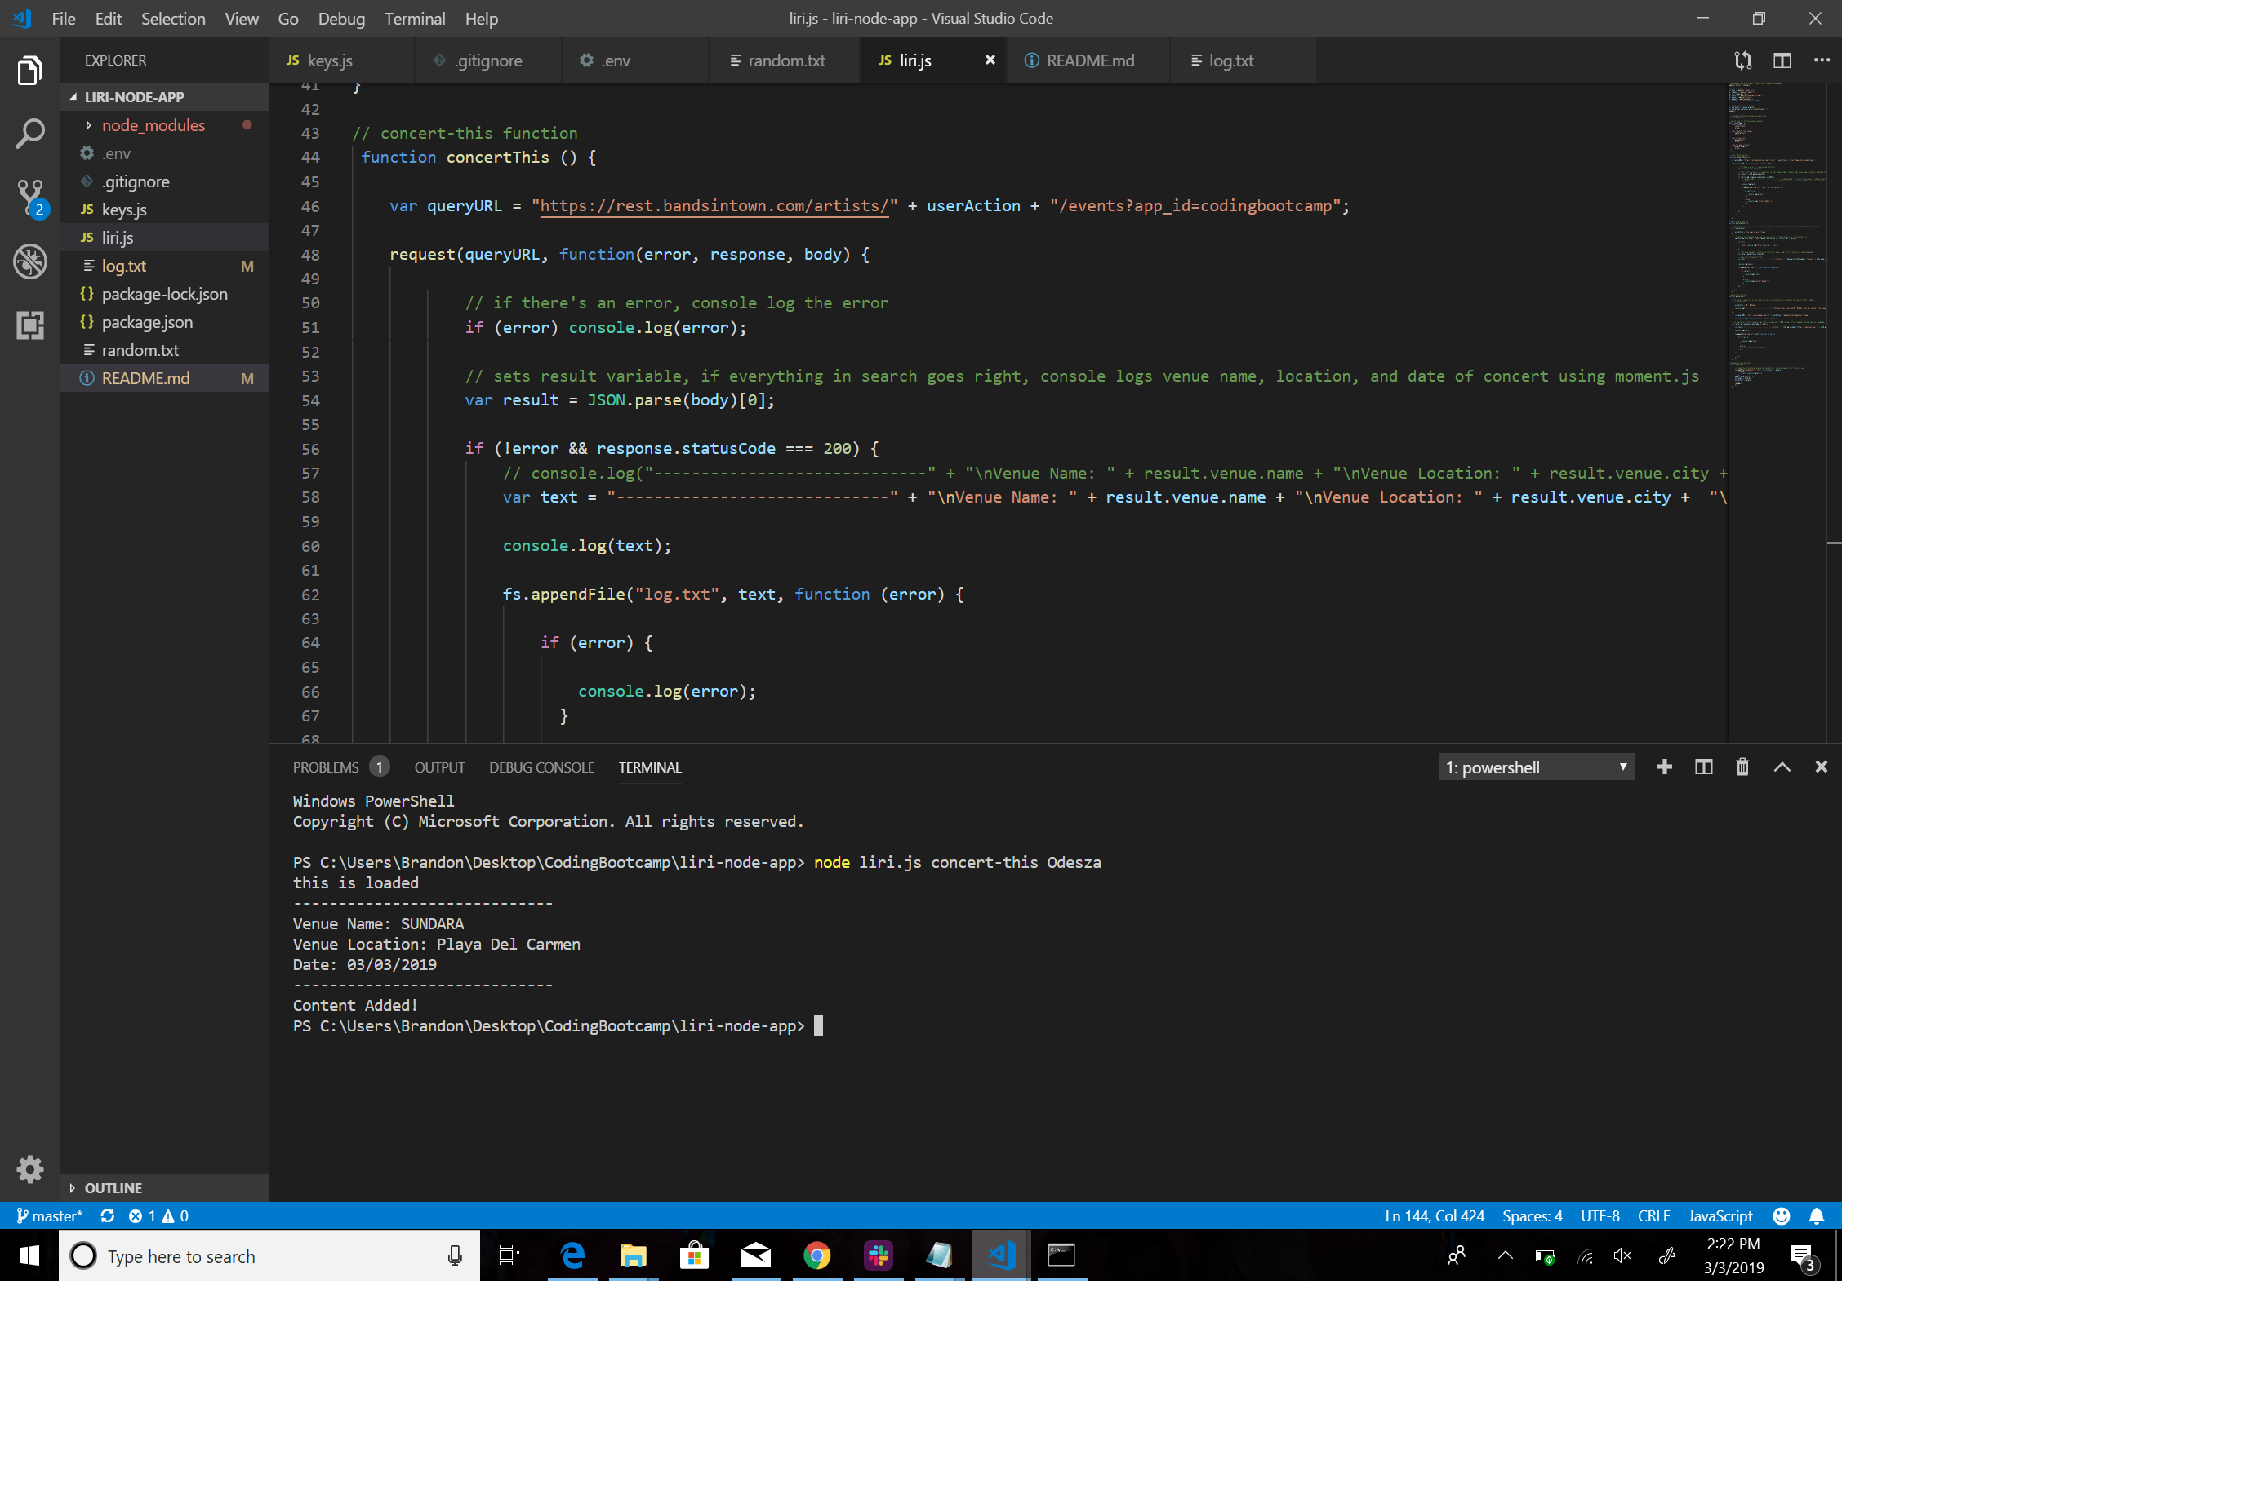 File Edit Selection View Go Debug Terminal Help
liri.js - liri-node-app - Visual Studio Code
EXPLORER
JS keys.js
.gitignore
.env
random.txt
JS liri.js
README.md
log.txt
LIRI-NODE-APP
node_modules
.env
.gitignore
JS keys.js
JS liri.js
log.txt M
{} package-lock.json
{} package.json
random.txt
README.md M
2
OUTLINE
41 }
42
43 // concert-this function
44 function concertThis () {
45
46 var queryURL = "https://rest.bandsintown.com/artists/" + userAction + "/events?app_id=codingbootcamp";
47
48 request(queryURL, function(error, response, body) {
49
50 // if there's an error, console log the error
51 if (error) console.log(error);
52
53 // sets result variable, if everything in search goes right, console logs venue name, location, and date of concert using moment.js
54 var result = JSON.parse(body)[0];
55
56 if (!error && response.statusCode === 200) {
57 // console.log("-----------------------------" + "\nVenue Name: " + result.venue.name + "\nVenue Location: " + result.venue.city +
58 var text = "-----------------------------" + "\nVenue Name: " + result.venue.name + "\nVenue Location: " + result.venue.city +  "\
59
60 console.log(text);
61
62 fs.appendFile("log.txt", text, function (error) {
63
64 if (error) {
65
66 console.log(error);
67 }
68
PROBLEMS 1 OUTPUT DEBUG CONSOLE TERMINAL
1: powershell
Windows PowerShell
Copyright (C) Microsoft Corporation. All rights reserved.
PS C:\Users\Brandon\Desktop\CodingBootcamp\liri-node-app> node liri.js concert-this Odesza
this is loaded
-----------------------------
Venue Name: SUNDARA
Venue Location: Playa Del Carmen
Date: 03/03/2019
-----------------------------
Content Added!
PS C:\Users\Brandon\Desktop\CodingBootcamp\liri-node-app>
master* 1 0
Ln 144, Col 424 Spaces: 4 UTF-8 CRLF JavaScript
Type here to search
2:22 PM
3/3/2019
3